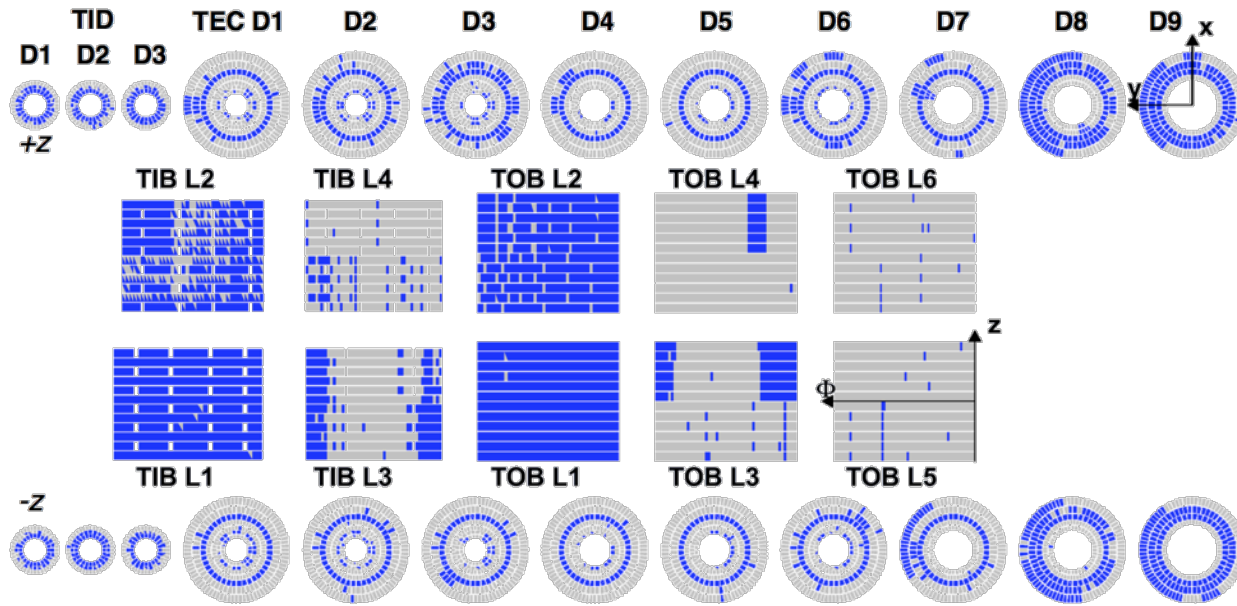 TID TEC D1 D2 D3 D4 D5 D6 D7 D8 D9
D1 D2 D3
x
y
+z
TIB L2 TIB L4 TOB L2 TOB L4 TOB L6
z
Φ
TIB L1 TIB L3 TOB L1 TOB L3 TOB L5
-z